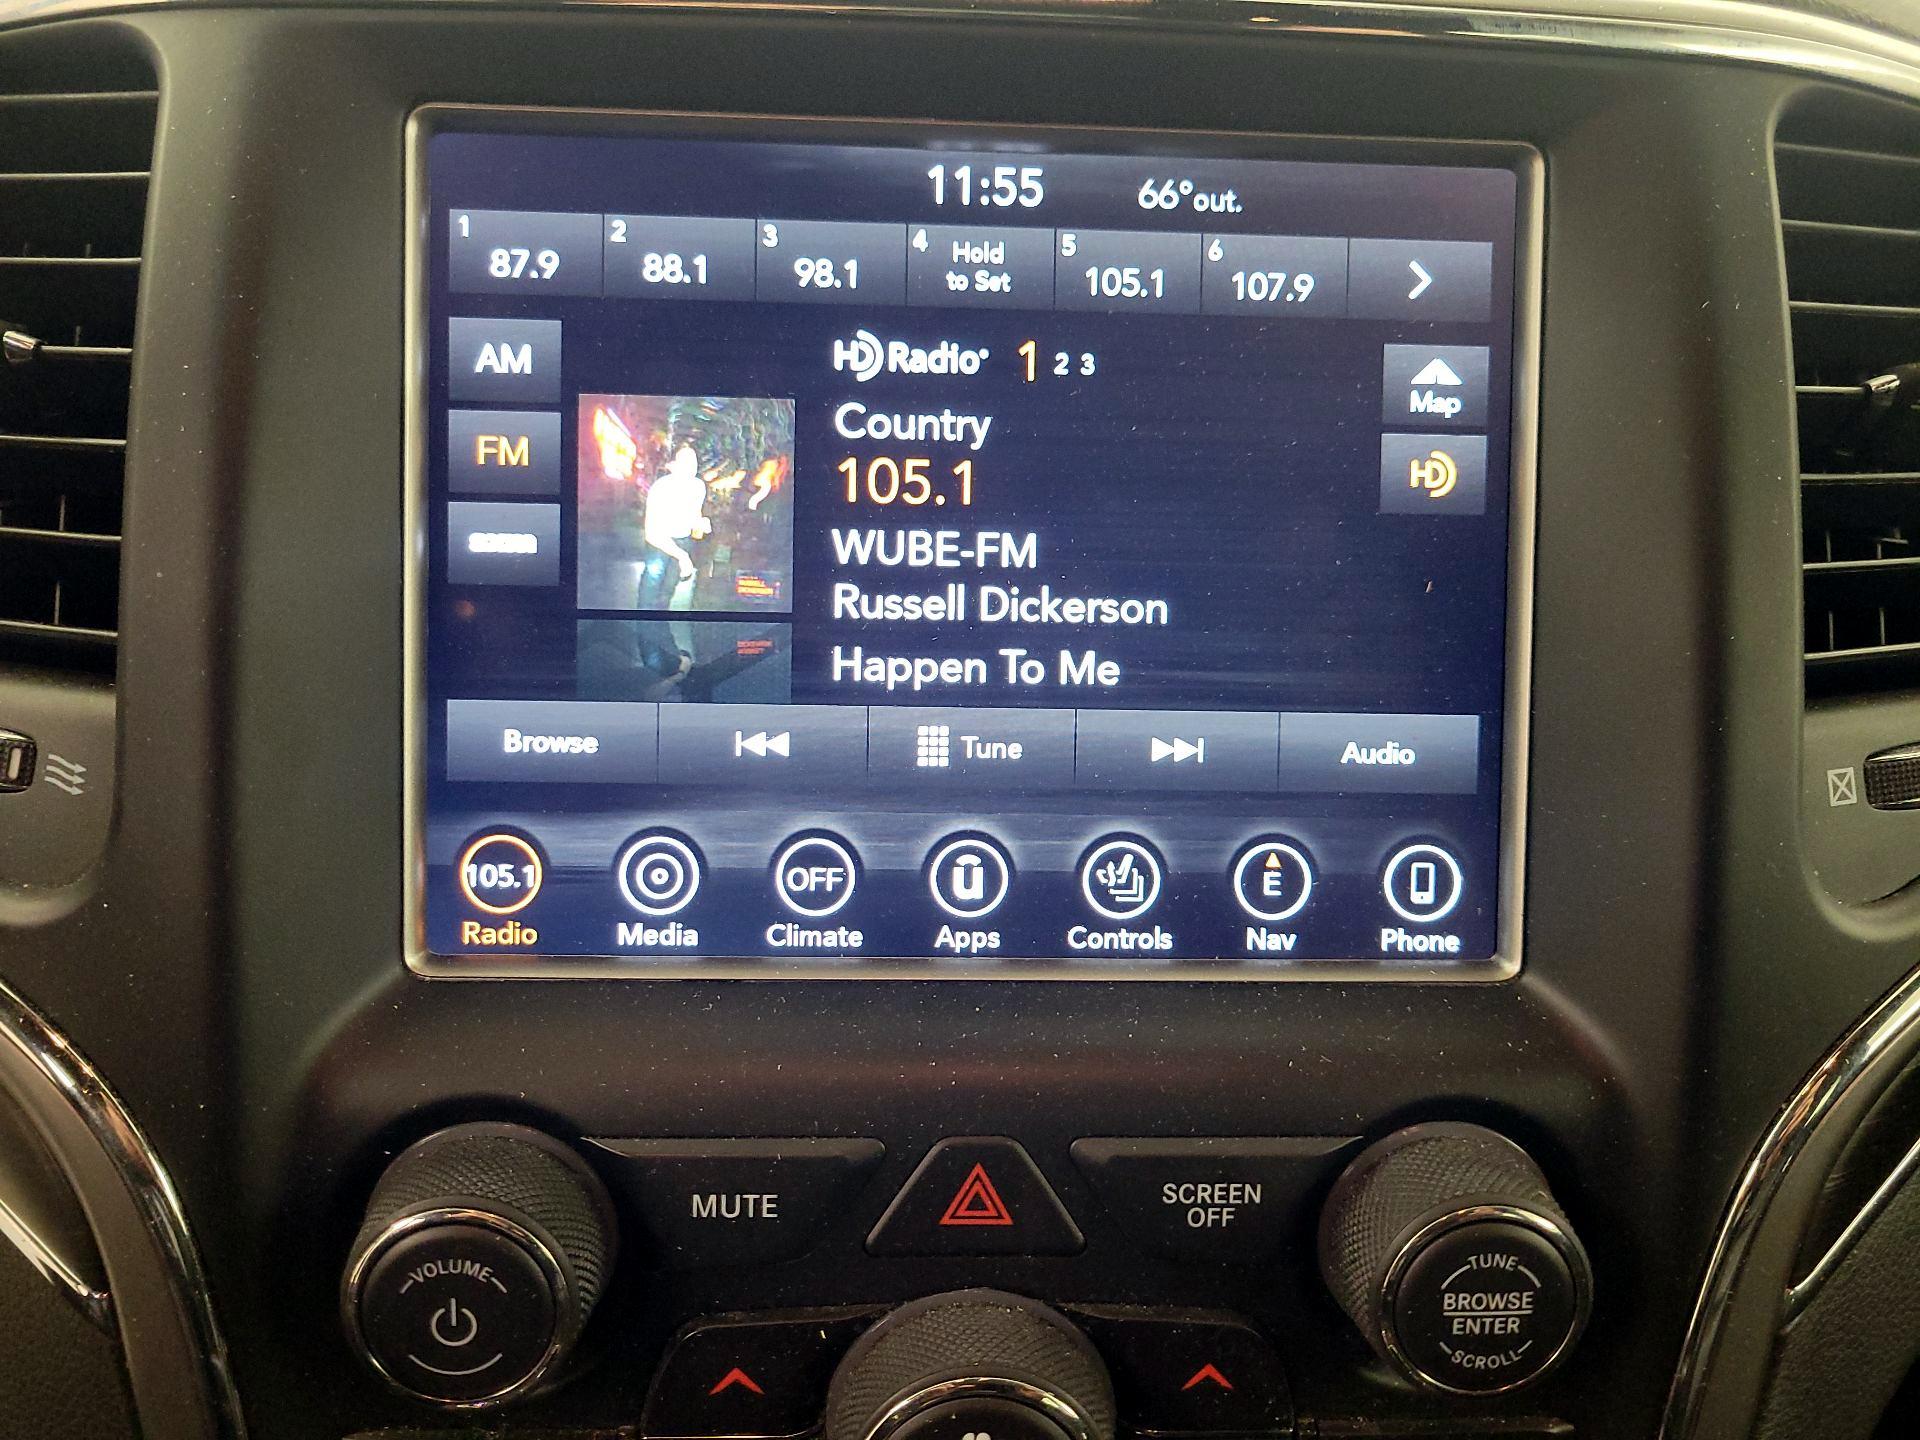 11:55 66°out.
1 87.9 2 88.1 3 98.1 4 Hold to Set 5 105.1 6 107.9
AM
FM
HD Radio 1 2 3
Country
105.1
WUBE-FM
Russell Dickerson
Happen To Me
Map
HD
Browse Tune Audio
105.1 OFF E
Radio Media Climate Apps Controls Nav Phone
MUTE
SCREEN
OFF
VOLUME
TUNE
BROWSE
ENTER
SCROLL